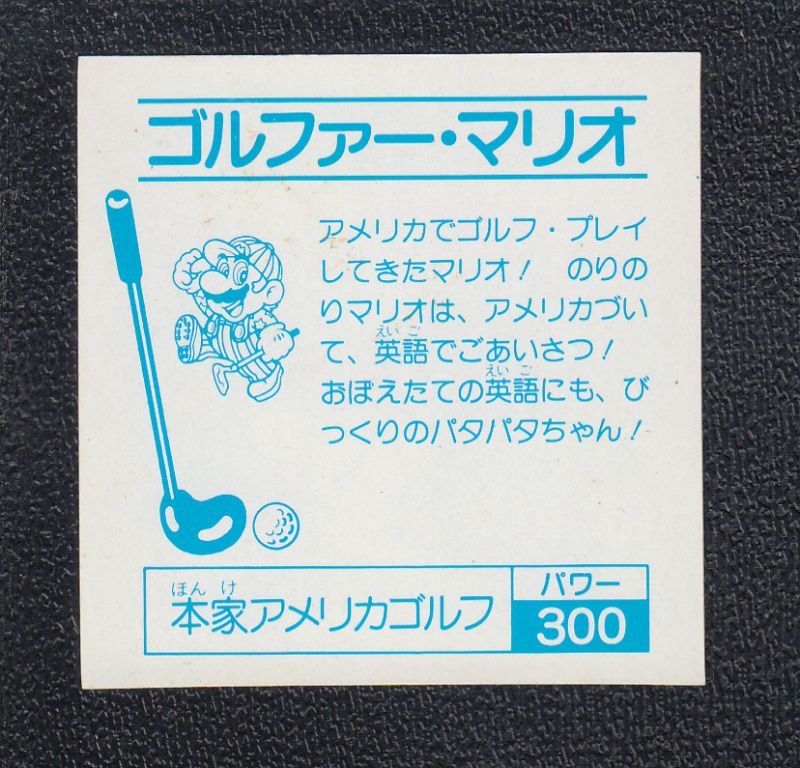 ゴルファー・マリオ
アメリカでゴルフ・プレイ
してきたマリオ! のりの
りマリオは、アメリカづい
て、英語でごあいさつ!
えい ご
おぼえたての英語にも、び
えい ご
っくりのパタパタちゃん!
ほん け
本家アメリカゴルフ
パワー
300